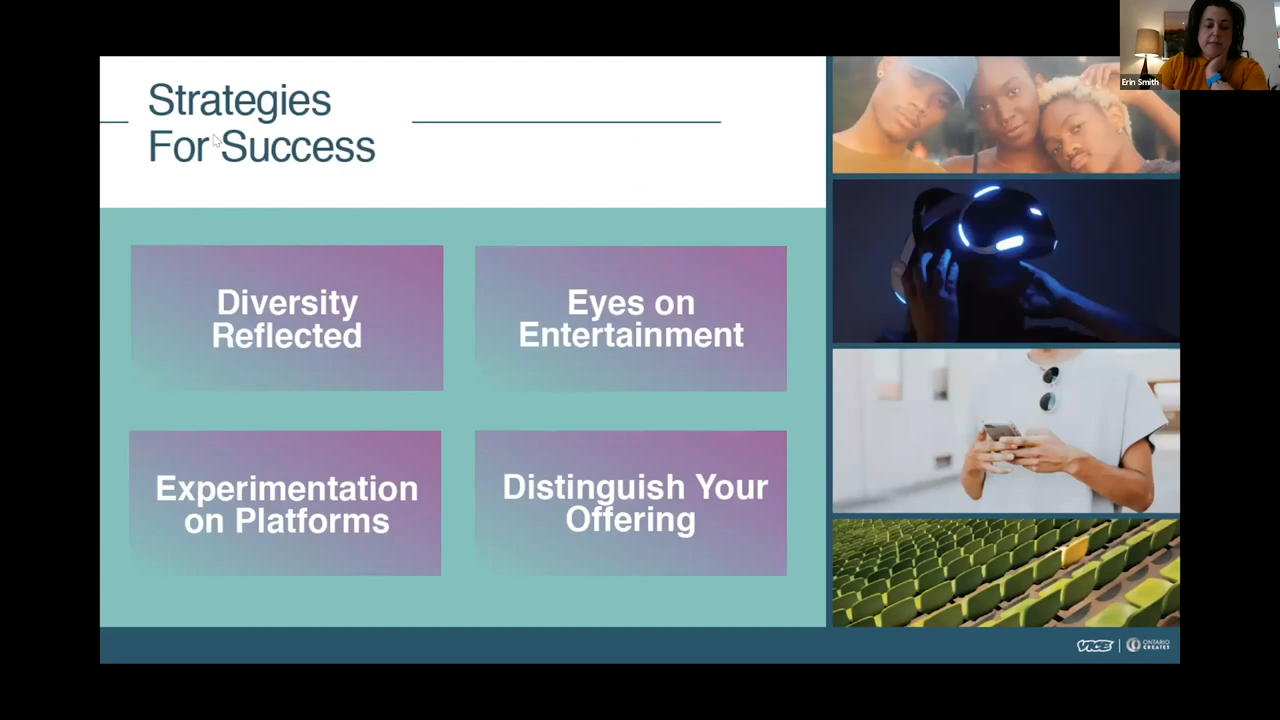 Erin Smith
Strategies
For Success
Diversity
Reflected
Eyes on
Entertainment
Experimentation
on Platforms
Distinguish Your
Offering
VICE
ONTARIO
CREATES